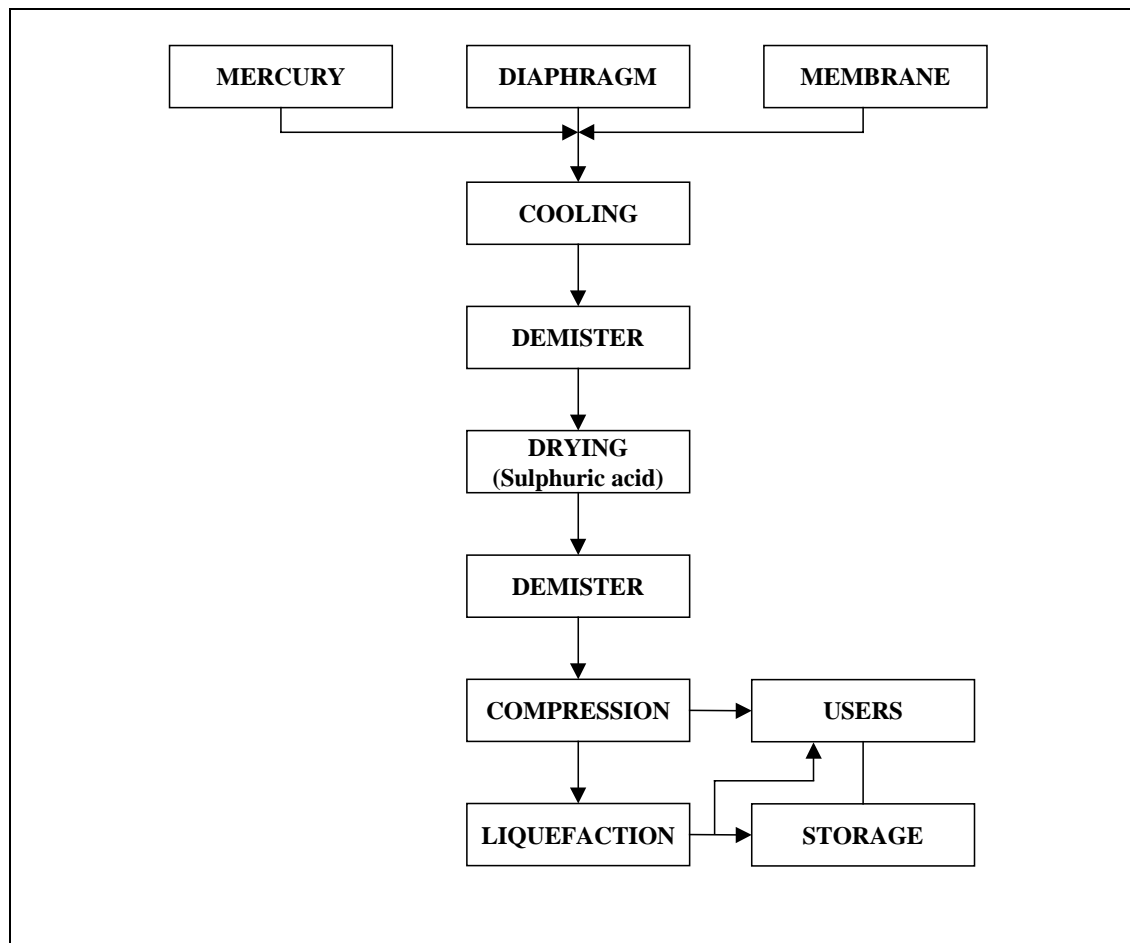 MERCURY
DIAPHRAGM
MEMBRANE
COOLING
DEMISTER
DRYING
(Sulphuric acid)
DEMISTER
COMPRESSION
USERS
LIQUEFACTION
STORAGE